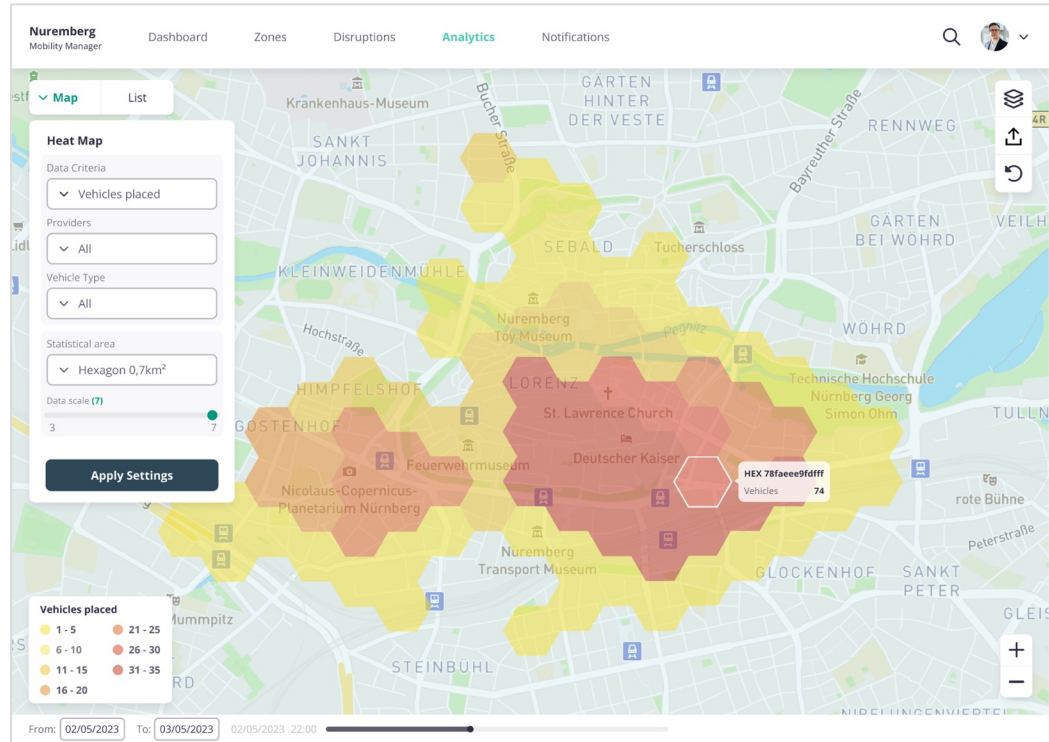 Nuremberg
Mobility Manager
Dashboard
Zones
Disruptions
Analytics
Notifications
Map
List
Heat Map
Data Criteria
Vehicles placed
Providers
All
Vehicle Type
All
Statistical area
Hexagon 0,7km²
Data scale (7)
3
7
Apply Settings
Krankenhaus-Museum
Bucher Straße
GÄRTEN
HINTER
DER VESTE
Bayreuther Straße
RENNWEG
4R
SANKT
JOHANNIS
GÄRTEN
BEI WÖHRD
VEILH
SEBALD
Tucherschloss
KLEINWEIDENMÜHLE
Nuremberg
Toy Museum
Pegnitz
WÖHRD
Hochstraße
Technische Hochschule
Nürnberg Georg
Simon Ohm
HIMPFELSHOF
LORENZ
St. Lawrence Church
TULLN
GOSTENHOF
Feuerwehrmuseum
Deutscher Kaiser
HEX 78faeee9fdfff
Vehicles 74
Nicolaus-Copernicus-
Planetarium Nürnberg
rote Bühne
Peterstraße
Nuremberg
Transport Museum
GLOCKENHOF
SANKT
PETER
GLEIS
Mummpitz
STEINBÜHL
RD
NIBELUNGENVIERTEL
Vehicles placed
1 - 5
6 - 10
11 - 15
16 - 20
21 - 25
26 - 30
31 - 35
From: 02/05/2023 To: 03/05/2023 02/05/2023 22:00